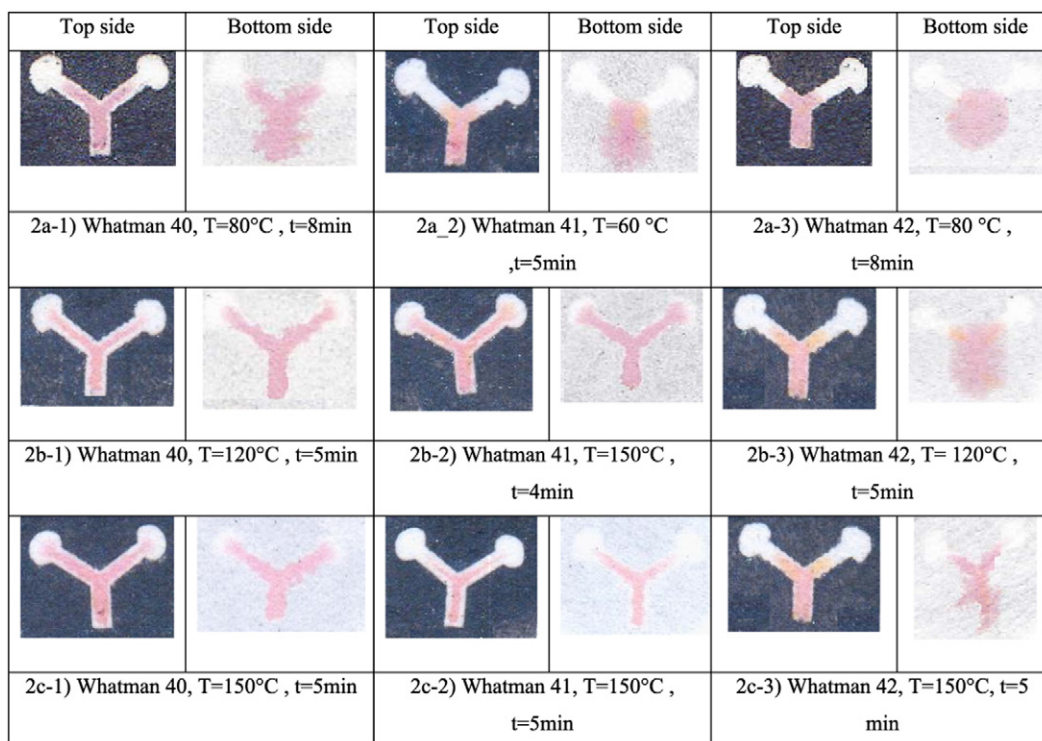 Top side Bottom side Top side Bottom side Top side Bottom side
2a-1) Whatman 40, T=80°C , t=8min
2a_2) Whatman 41, T=60 °C
,t=5min
2a-3) Whatman 42, T=80 °C ,
t=8min
2b-1) Whatman 40, T=120°C , t=5min
2b-2) Whatman 41, T=150°C ,
t=4min
2b-3) Whatman 42, T= 120°C ,
t=5min
2c-1) Whatman 40, T=150°C , t=5min
2c-2) Whatman 41, T=150°C ,
t=5min
2c-3) Whatman 42, T=150°C, t=5
min